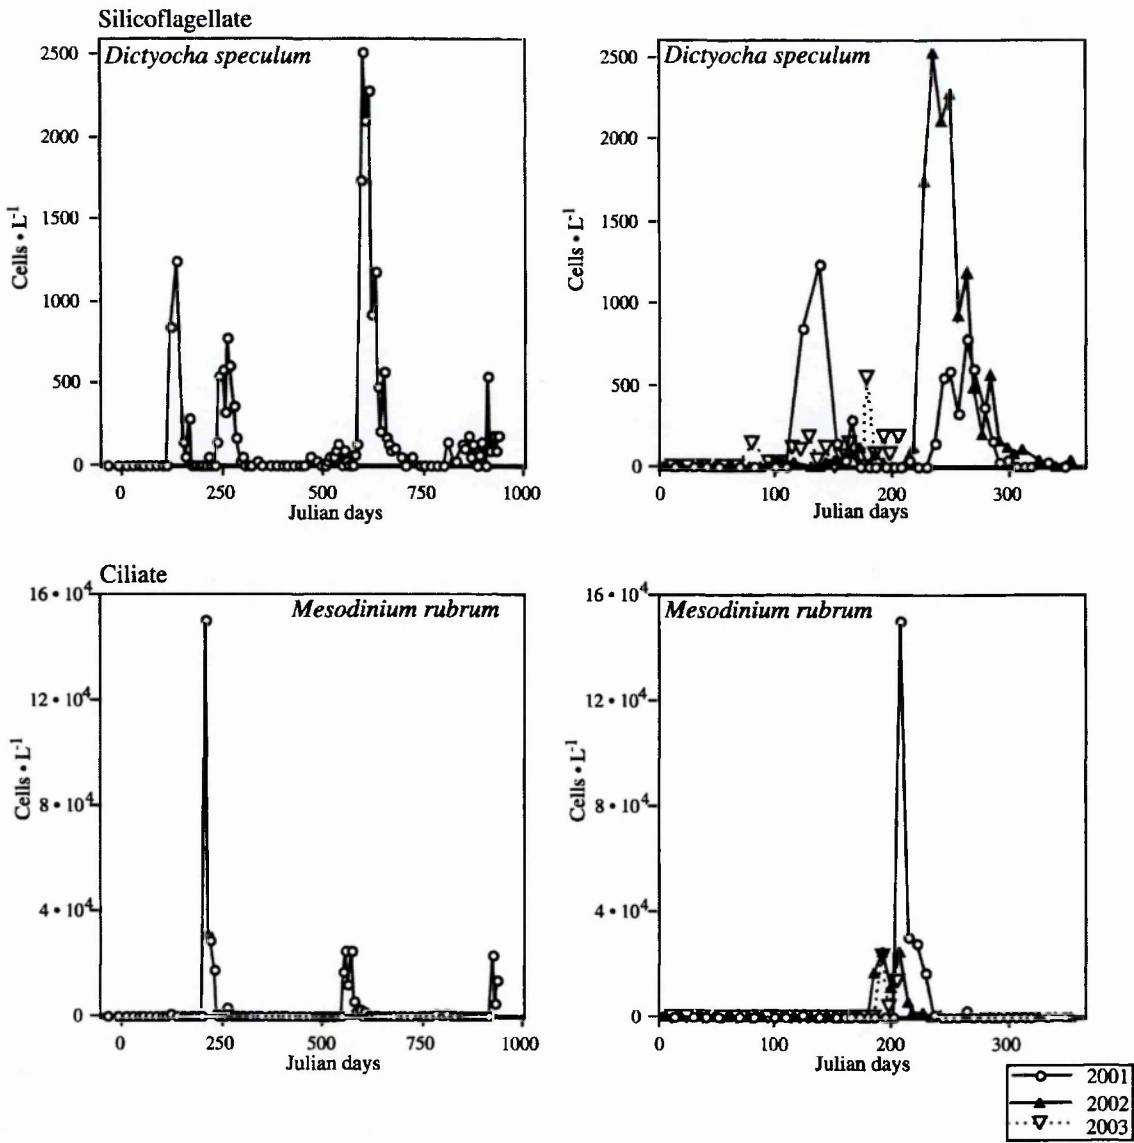 Silicoflagellate
Dictyocha speculum
2500
2000
1500
1000
500
0
Cells • L⁻¹
0 250 500 750 1000
Julian days
Dictyocha speculum
2500
2000
1500
1000
500
0
Cells • L⁻¹
0 100 200 300
Julian days
Ciliate
Mesodinium rubrum
16 • 10⁴
12 • 10⁴
8 • 10⁴
4 • 10⁴
0
Cells • L⁻¹
0 250 500 750 1000
Julian days
Mesodinium rubrum
16 • 10⁴
12 • 10⁴
8 • 10⁴
4 • 10⁴
0
Cells • L⁻¹
0 100 200 300
Julian days
2001
2002
2003